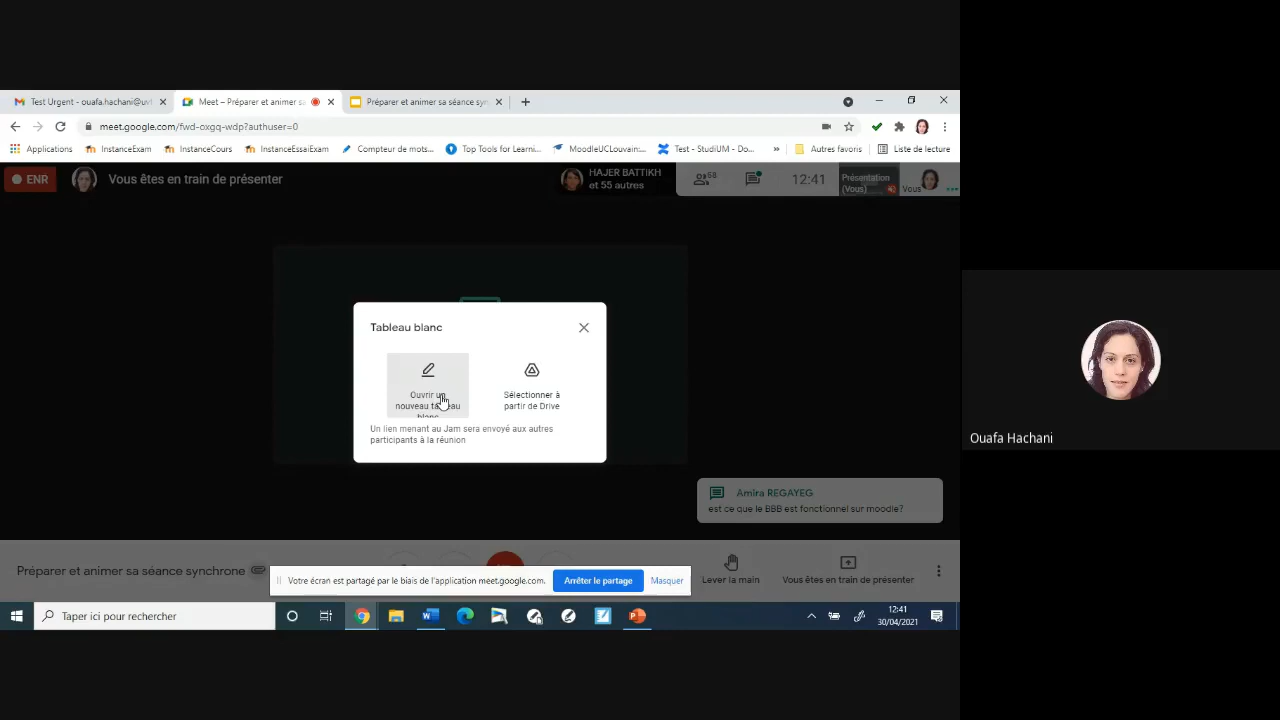 Test Urgent - ouafa.hachani@uvt
Meet – Préparer et animer sa
Préparer et animer sa séance syn
meet.google.com/fwd-oxgq-wdp?authuser=0
Applications
InstanceExam
InstanceCours
InstanceEssaiExam
Compteur de mots...
Top Tools for Learni...
MoodleUCLouvain:...
Test - StudiUM – Do...
»
Autres favoris
Liste de lecture
ENR
Vous êtes en train de présenter
HAJER BATTIKH
et 55 autres
58
12:41
Présentation
(Vous)
Vous
Tableau blanc
Ouvrir un
nouveau tableau
blanc
Sélectionner à
partir de Drive
Un lien menant au Jam sera envoyé aux autres
participants à la réunion
Ouafa Hachani
Amira REGAYEG
est ce que le BBB est fonctionnel sur moodle?
Préparer et animer sa séance synchrone
Votre écran est partagé par le biais de l'application meet.google.com.
Arrêter le partage
Masquer
Lever la main
Vous êtes en train de présenter
Taper ici pour rechercher
12:41
30/04/2021